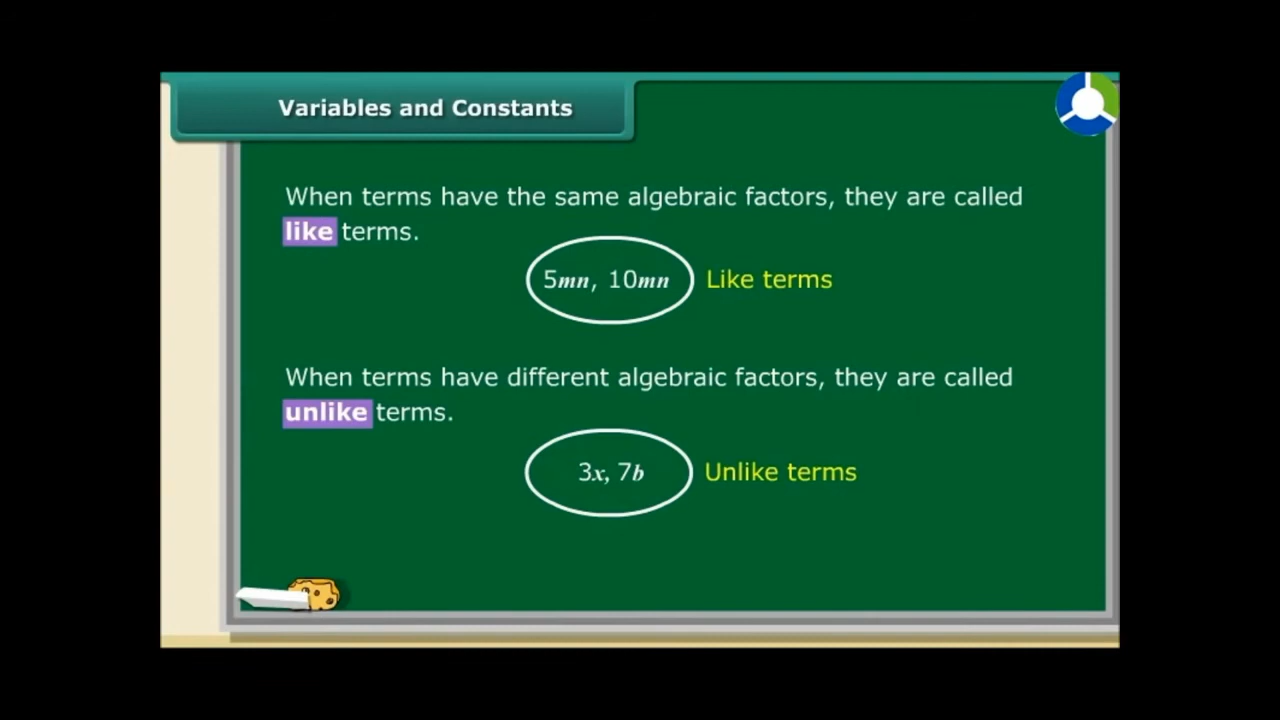 Variables and Constants
When terms have the same algebraic factors, they are called
like terms.
5mn, 10mn Like terms
When terms have different algebraic factors, they are called
unlike terms.
3x, 7b Unlike terms